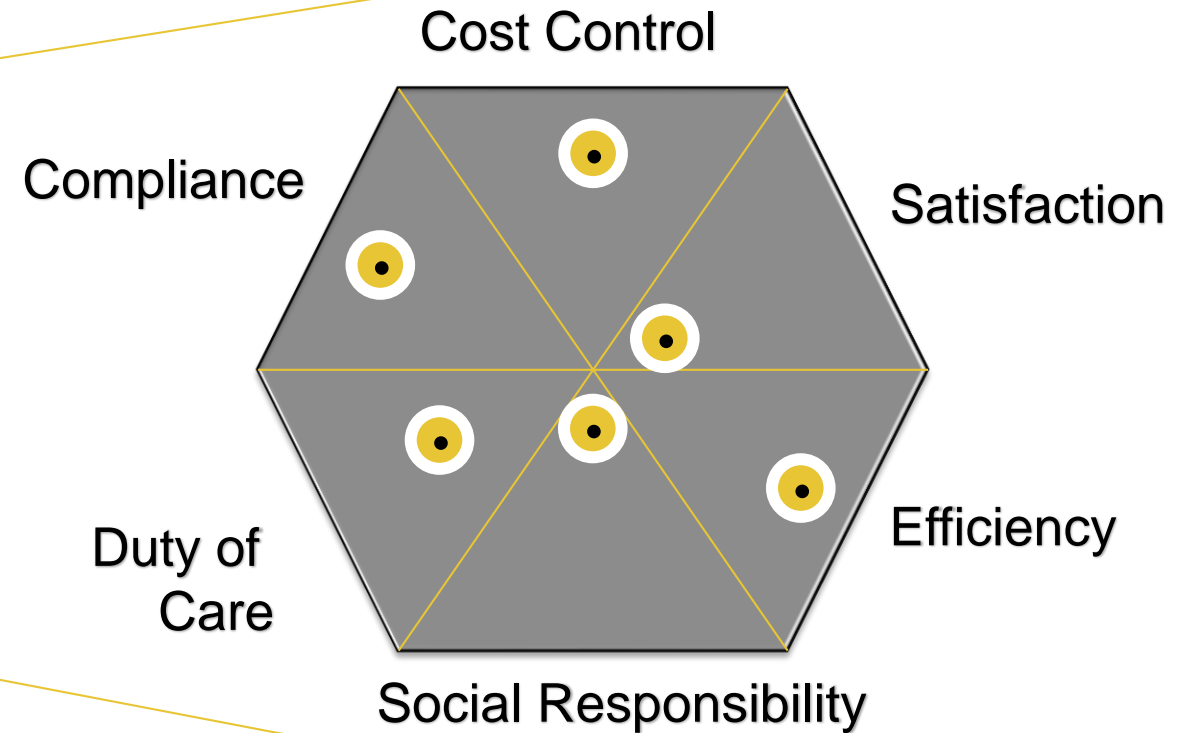 Cost Control
Compliance
Satisfaction
Efficiency
Duty of
Care
Social Responsibility